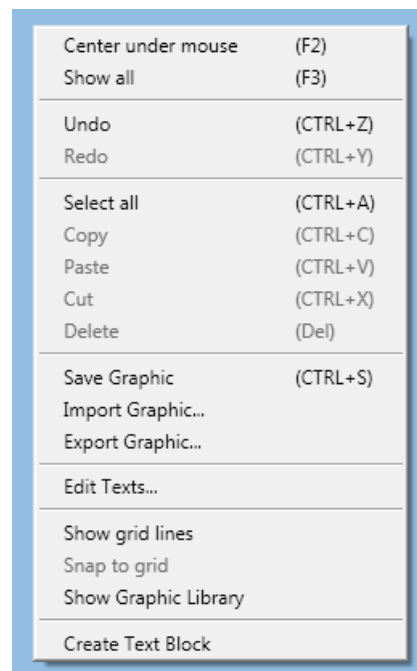 Center under mouse (F2)
Show all (F3)
Undo (CTRL+Z)
Redo (CTRL+Y)
Select all (CTRL+A)
Copy (CTRL+C)
Paste (CTRL+V)
Cut (CTRL+X)
Delete (Del)
Save Graphic (CTRL+S)
Import Graphic...
Export Graphic...
Edit Texts...
Show grid lines
Snap to grid
Show Graphic Library
Create Text Block